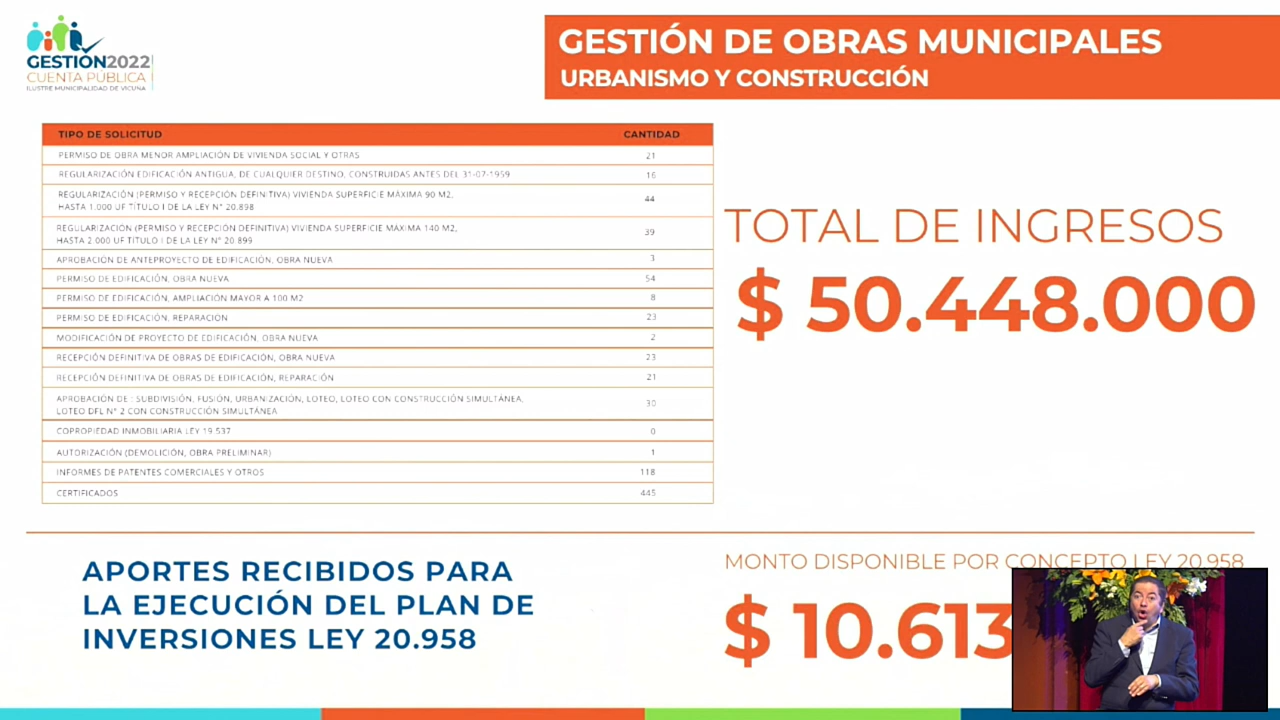 GESTIÓN2022
CUENTA PÚBLICA
ILUSTRE MUNICIPALIDAD DE VICUÑA
GESTIÓN DE OBRAS MUNICIPALES
URBANISMO Y CONSTRUCCIÓN
TIPO DE SOLICITUD CANTIDAD
PERMISO DE OBRA MENOR AMPLIACIÓN DE VIVIENDA SOCIAL Y OTRAS 21
REGULARIZACIÓN EDIFICACIÓN ANTIGUA, DE CUALQUIER DESTINO, CONSTRUIDAS ANTES DEL 31-07-1959 16
REGULARIZACIÓN (PERMISO Y RECEPCIÓN DEFINITIVA) VIVIENDA SUPERFICIE MÁXIMA 90 M2,
HASTA 1.000 UF TÍTULO I DE LA LEY N° 20.898 44
REGULARIZACIÓN (PERMISO Y RECEPCIÓN DEFINITIVA) VIVIENDA SUPERFICIE MÁXIMA 140 M2,
HASTA 2.000 UF TÍTULO I DE LA LEY N° 20.899 39
APROBACIÓN DE ANTEPROYECTO DE EDIFICACIÓN, OBRA NUEVA 3
PERMISO DE EDIFICACIÓN, OBRA NUEVA 54
PERMISO DE EDIFICACIÓN, AMPLIACIÓN MAYOR A 100 M2 8
PERMISO DE EDIFICACIÓN, REPARACIÓN 23
MODIFICACIÓN DE PROYECTO DE EDIFICACIÓN, OBRA NUEVA 2
RECEPCIÓN DEFINITIVA DE OBRAS DE EDIFICACIÓN, OBRA NUEVA 23
RECEPCIÓN DEFINITIVA DE OBRAS DE EDIFICACIÓN, REPARACIÓN 21
APROBACIÓN DE : SUBDIVISIÓN, FUSIÓN, URBANIZACIÓN, LOTEO, LOTEO CON CONSTRUCCIÓN SIMULTÁNEA,
LOTEO DFL N° 2 CON CONSTRUCCIÓN SIMULTÁNEA 30
COPROPIEDAD INMOBILIARIA LEY 19.537 0
AUTORIZACIÓN (DEMOLICIÓN, OBRA PRELIMINAR) 1
INFORMES DE PATENTES COMERCIALES Y OTROS 118
CERTIFICADOS 445
TOTAL DE INGRESOS
$ 50.448.000
APORTES RECIBIDOS PARA
LA EJECUCIÓN DEL PLAN DE
INVERSIONES LEY 20.958
MONTO DISPONIBLE POR CONCEPTO LEY 20.958
$ 10.613